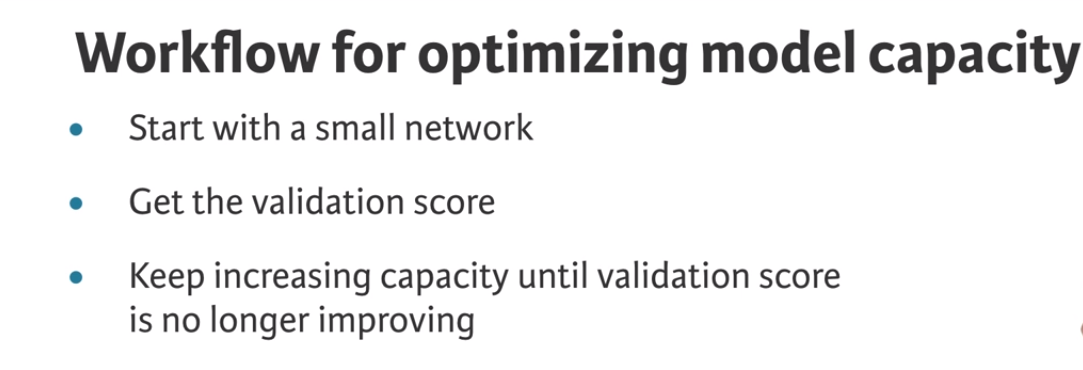 Workflow for optimizing model capacity
• Start with a small network
• Get the validation score
• Keep increasing capacity until validation score
is no longer improving